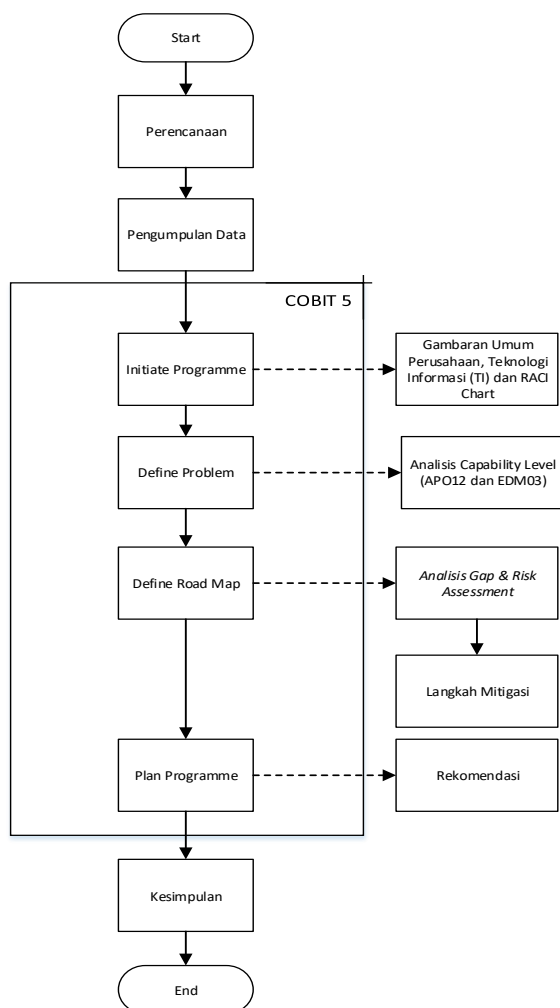 Start
Perencanaan
Pengumpulan Data
COBIT 5
Initiate Programme
Gambaran Umum
Perusahaan, Teknologi
Informasi (TI) dan RACI
Chart
Define Problem
Analisis Capability Level
(APO12 dan EDM03)
Define Road Map
Analisis Gap & Risk
Assessment
Langkah Mitigasi
Plan Programme
Rekomendasi
Kesimpulan
End